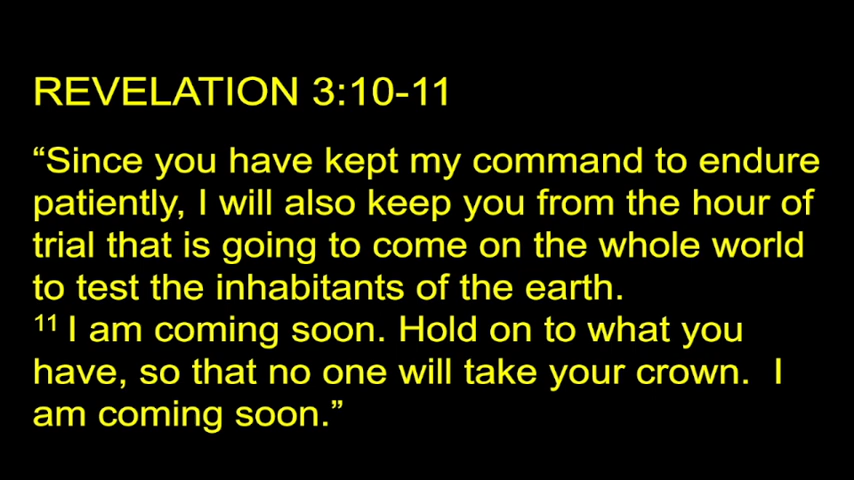 REVELATION 3:10-11
“Since you have kept my command to endure
patiently, I will also keep you from the hour of
trial that is going to come on the whole world
to test the inhabitants of the earth.
¹¹ I am coming soon. Hold on to what you
have, so that no one will take your crown.  I
am coming soon.”